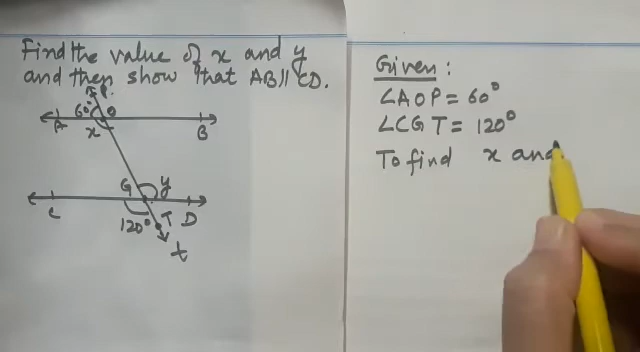 Find the value of x and y
and then show that AB || CD.
P
60° O
A x B
G y
C 120° T D
t
Given :
∠AOP = 60°
∠CGT = 120°
To find x and